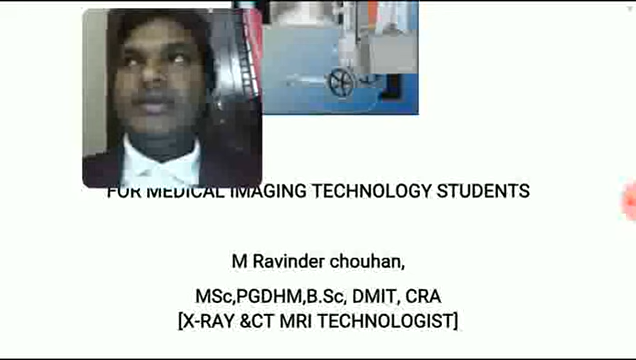 FOR MEDICAL IMAGING TECHNOLOGY STUDENTS
M Ravinder chouhan,
MSc,PGDHM,B.Sc, DMIT, CRA
[X-RAY &CT MRI TECHNOLOGIST]